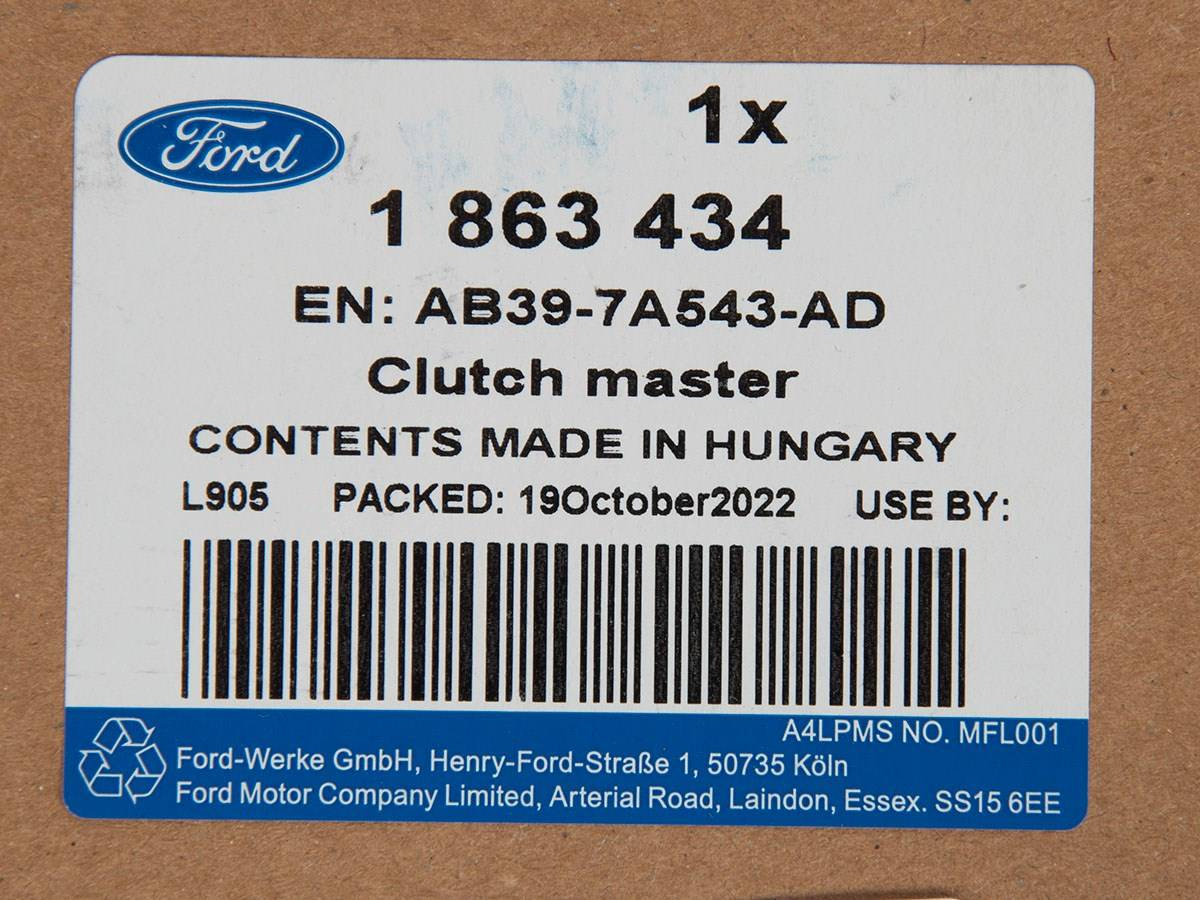 Ford
1x
1 863 434
EN: AB39-7A543-AD
Clutch master
CONTENTS MADE IN HUNGARY
L905 PACKED: 19October2022 USE BY:
A4LPMS NO. MFL001
Ford-Werke GmbH, Henry-Ford-Straße 1, 50735 Köln
Ford Motor Company Limited, Arterial Road, Laindon, Essex. SS15 6EE